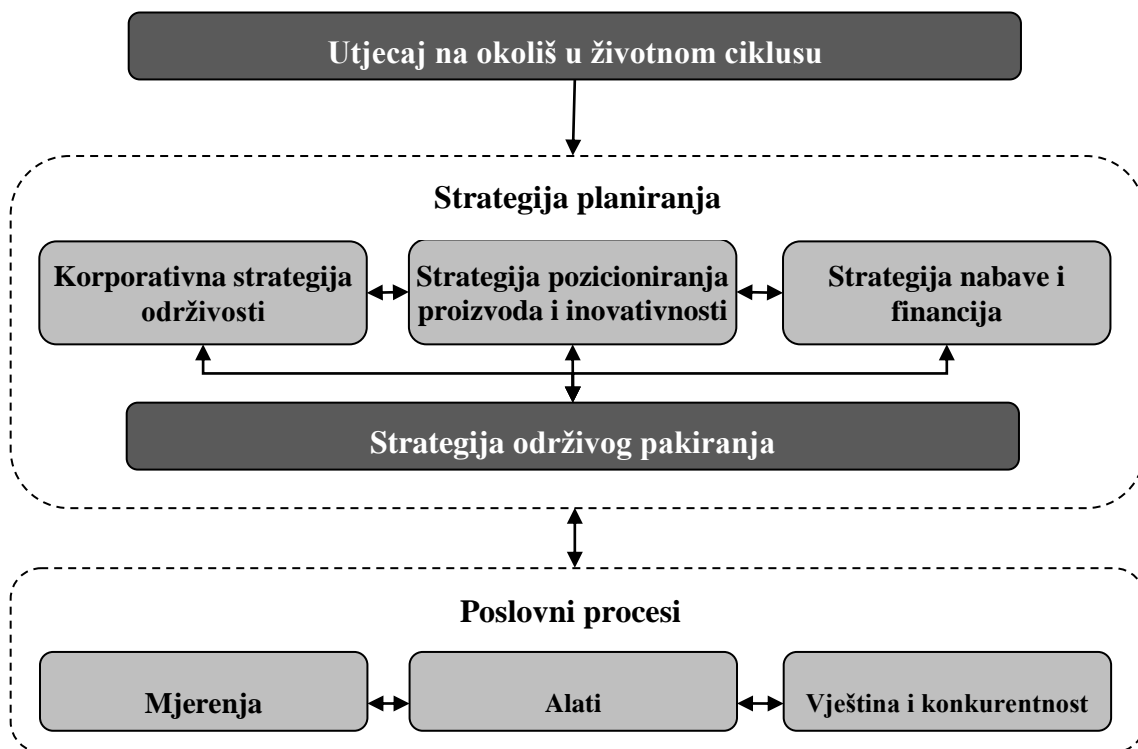 Utjecaj na okoliš u životnom ciklusu
Strategija planiranja
Korporativna strategija
održivosti
Strategija pozicioniranja
proizvoda i inovativnosti
Strategija nabave i
financija
Strategija održivog pakiranja
Poslovni procesi
Mjerenja
Alati
Vještina i konkurentnost